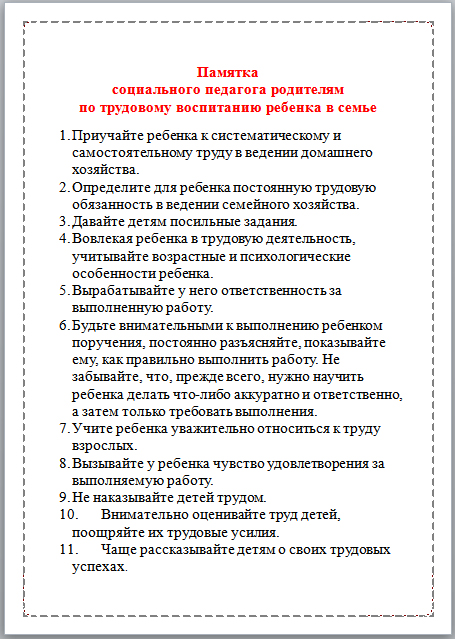 Памятка
социального педагога родителям
по трудовому воспитанию ребенка в семье
1. Приучайте ребенка к систематическому и
самостоятельному труду в ведении домашнего
хозяйства.
2. Определите для ребенка постоянную трудовую
обязанность в ведении семейного хозяйства.
3. Давайте детям посильные задания.
4. Вовлекая ребенка в трудовую деятельность,
учитывайте возрастные и психологические
особенности ребенка.
5. Вырабатывайте у него ответственность за
выполненную работу.
6. Будьте внимательными к выполнению ребенком
поручения, постоянно разъясняйте, показывайте
ему, как правильно выполнить работу. Не
забывайте, что, прежде всего, нужно научить
ребенка делать что-либо аккуратно и ответственно,
а затем только требовать выполнения.
7. Учите ребенка уважительно относиться к труду
взрослых.
8. Вызывайте у ребенка чувство удовлетворения за
выполняемую работу.
9. Не наказывайте детей трудом.
10. Внимательно оценивайте труд детей,
поощряйте их трудовые усилия.
11. Чаще рассказывайте детям о своих трудовых
успехах.